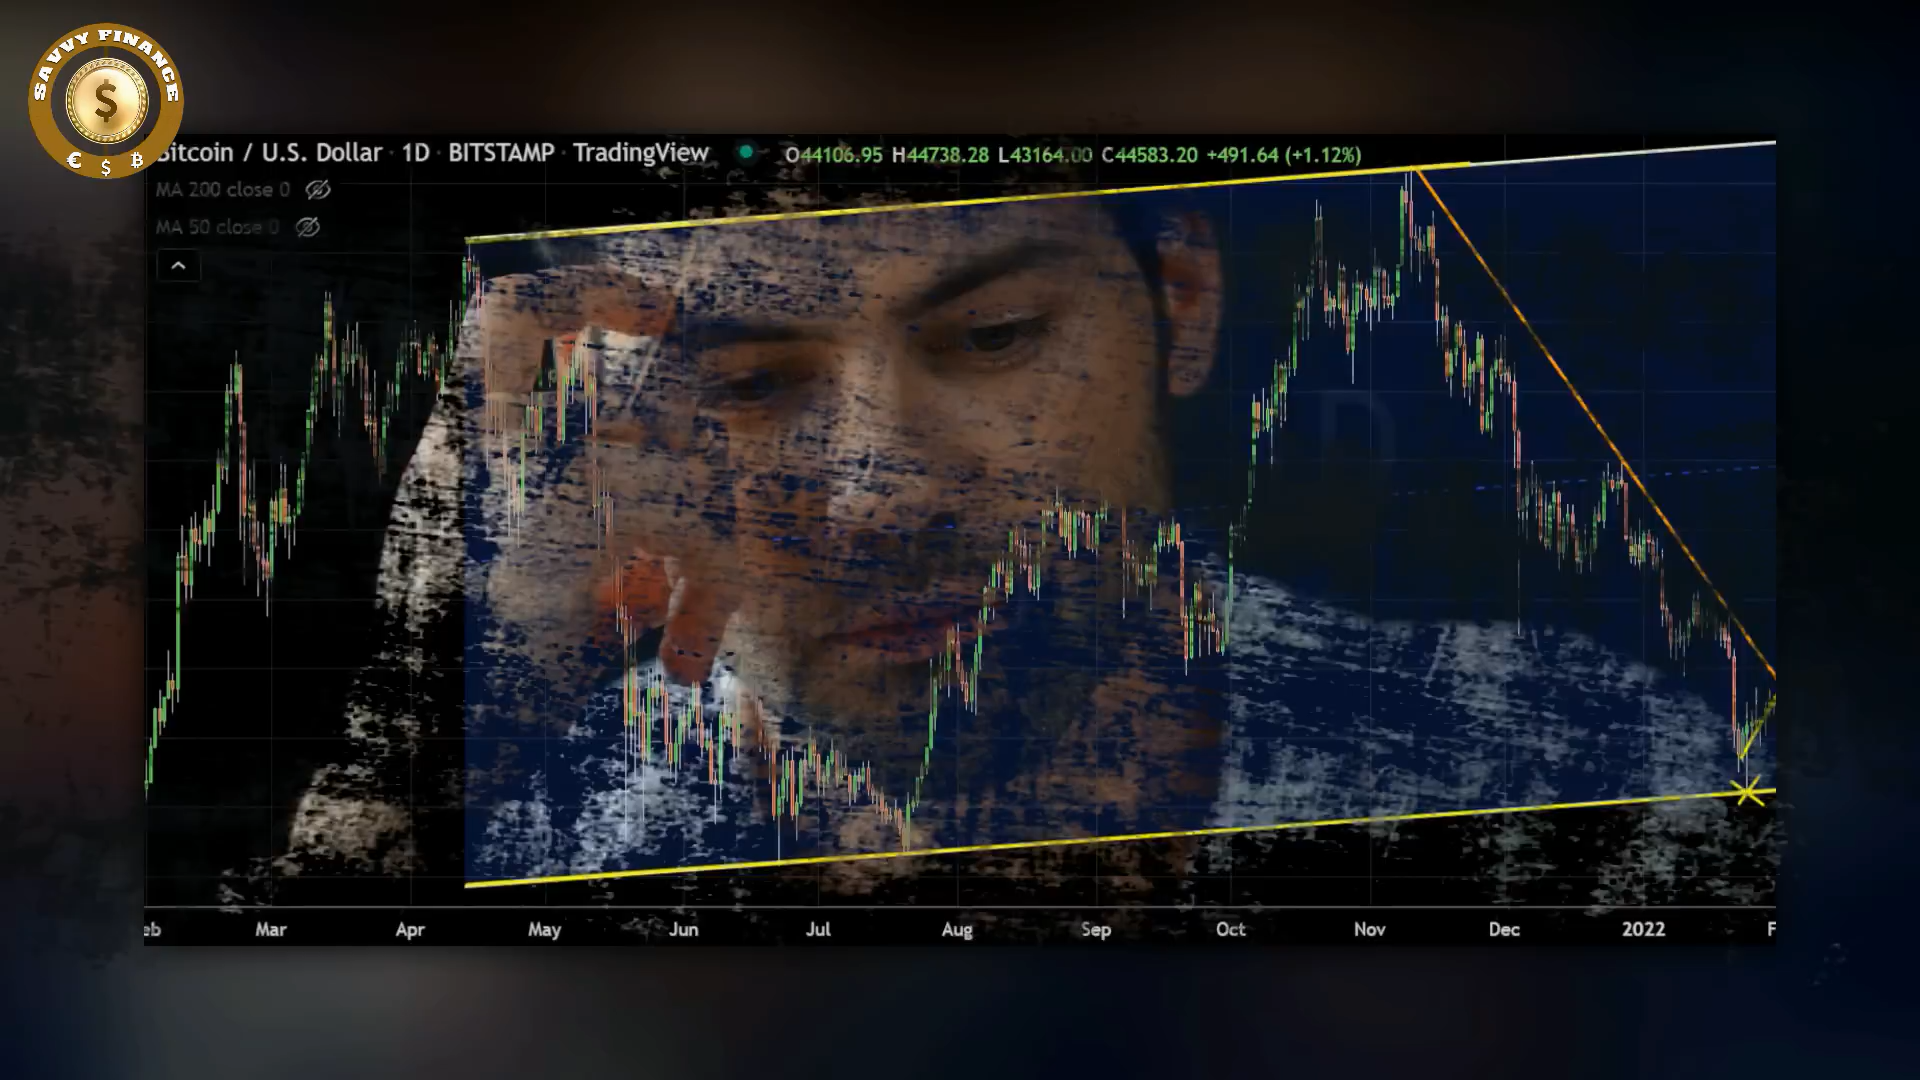 SAVVY FINANCE
$
€ $ ₿
Bitcoin / U.S. Dollar · 1D · BITSTAMP · TradingView
O44106.95 H44738.28 L43164.00 C44583.20 +491.64 (+1.12%)
MA 200 close 0
MA 50 close 0
eb Mar Apr May Jun Jul Aug Sep Oct Nov Dec 2022 F